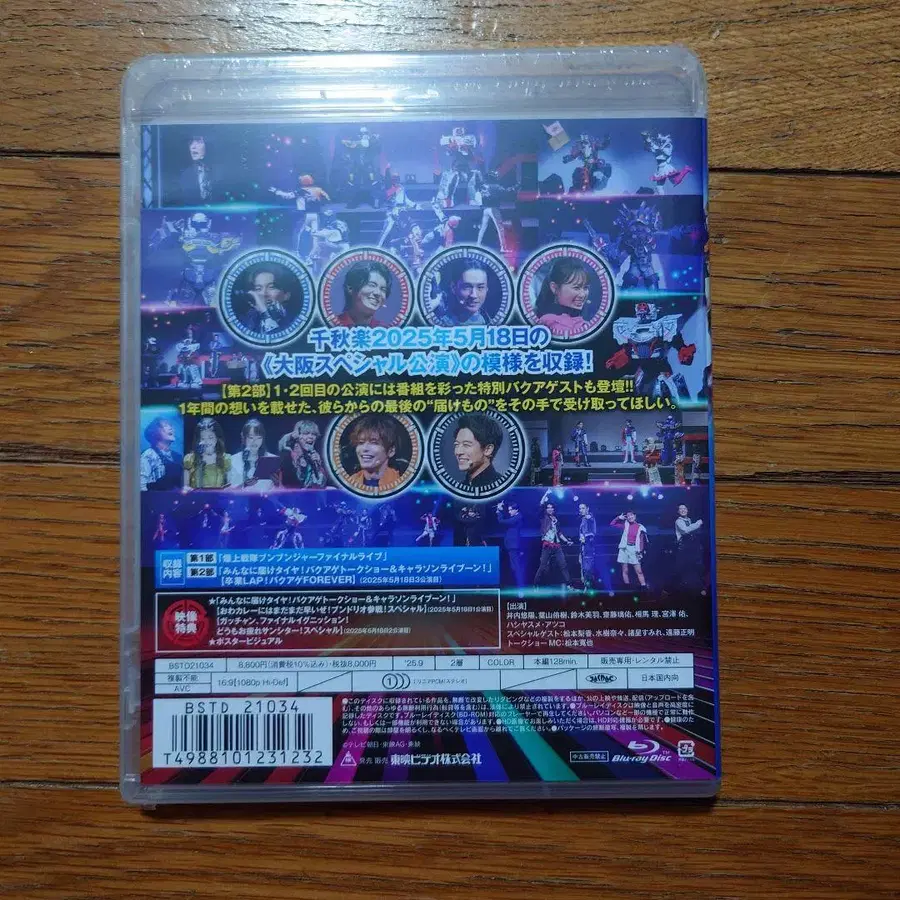 千秋楽2025年5月18日の
《大阪スペシャル公演》の模様を収録!
【第2部】1・2回目の公演には番組を彩った特別バクアゲストも登壇!!
1年間の想いを載せた、彼らからの最後の“届けもの”をその手で受け取ってほしい。
収録内容
第1部 「爆上戦隊ブンブンジャーファイナルライブ」
第2部 「みんなに届けタイヤ!バクアゲトークショー&キャラソンライブーン!」
【卒業LAP!バクアゲFOREVER】(2025年5月18日3公演目)
映像特典
★「みんなに届けタイヤ!バクアゲトークショー&キャラソンライブーン!」
【おわカレーにはまだまだ早いぜ!ブンドリオ参戦!スペシャル】(2025年5月18日1公演目)
【ガッチャン、ファイナルイグニッション!
どうもお疲れサンシター!スペシャル】(2025年5月18日2公演目)
★ポスタービジュアル
【出演】
井内悠陽、葉山侑樹、鈴木美羽、齋藤璃佑、相馬 理、宮澤 佑、
ハシヤスメ・アツコ
スペシャルゲスト:松本梨香、水樹奈々、諸星すみれ、遠藤正明
トークショーMC:松本寛也
BSTD21034 8,800円(消費税10%込み)・税抜8,000円 '25.9 2層 COLOR 本編128min. 販売専用・レンタル禁止
複製不能 16:9[1080p Hi-Def] 1)リニアPCM(ステレオ) 日本国内向
AVC
BSTD 21034
T4988101231232
©テレビ朝日・東映AG・東映
発売 販売 東映ビデオ株式会社
中古販売禁止
Blu-ray Disc